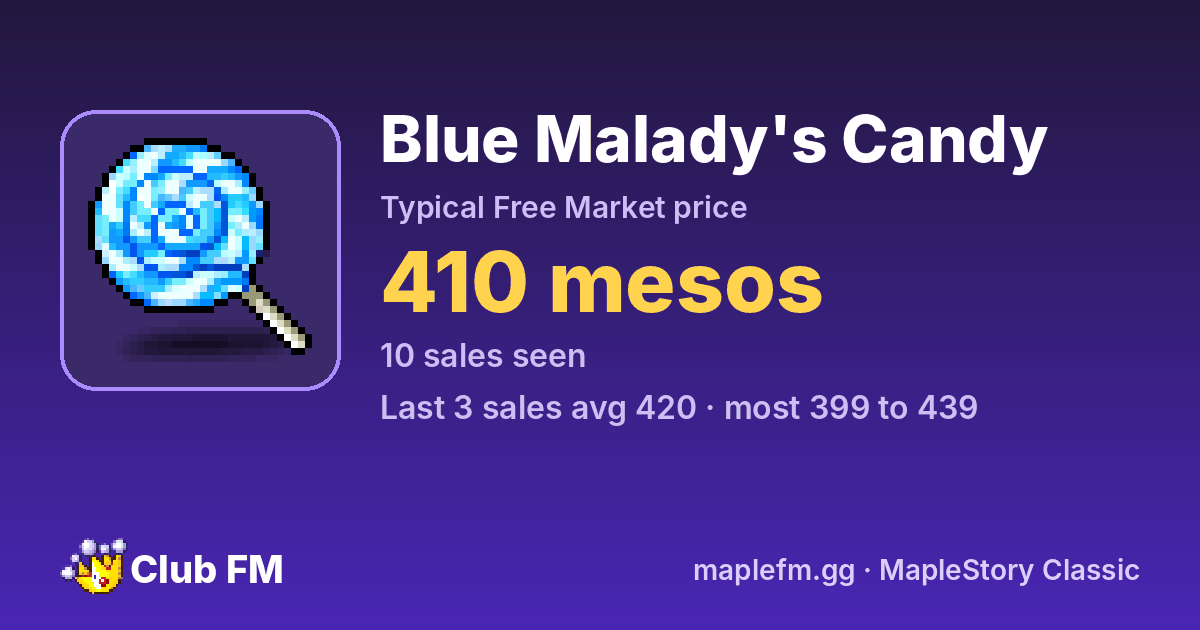 Blue Malady's Candy
Typical Free Market price
410 mesos
10 sales seen
Last 3 sales avg 420 · most 399 to 439
Club FM
maplefm.gg · MapleStory Classic